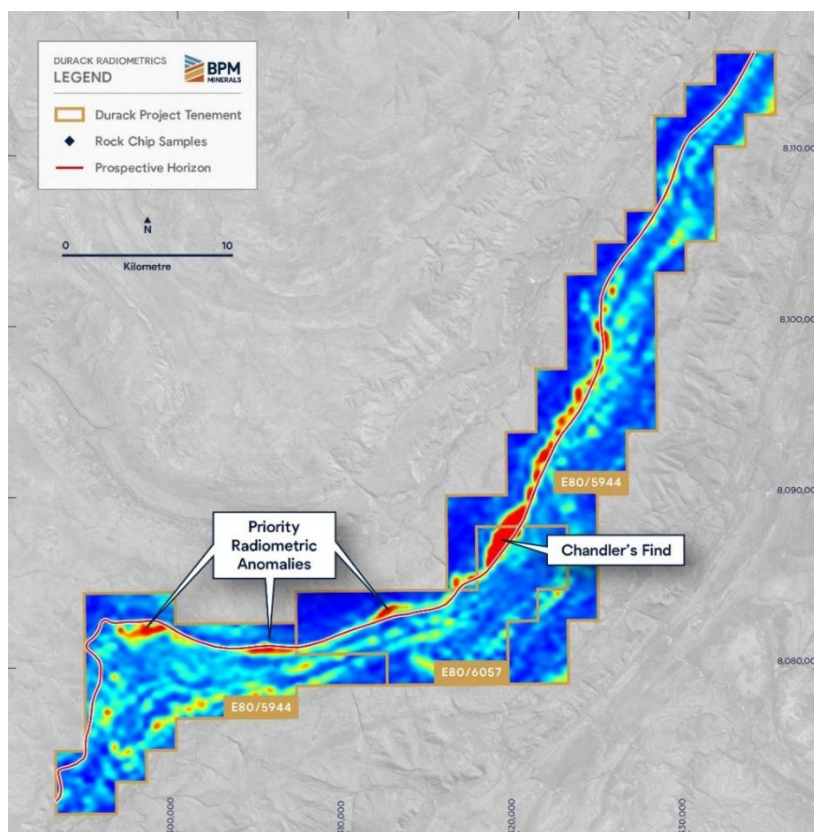 DURACK RADIOMETRICS
LEGEND
BPM
MINERALS
Durack Project Tenement
Rock Chip Samples
Prospective Horizon
N
0 10
Kilometre
8,110,00
8,100,00
E80/5944
8,090,00
Priority
Radiometric
Anomalies
Chandler's Find
8,080,00
E80/6057
E80/5944